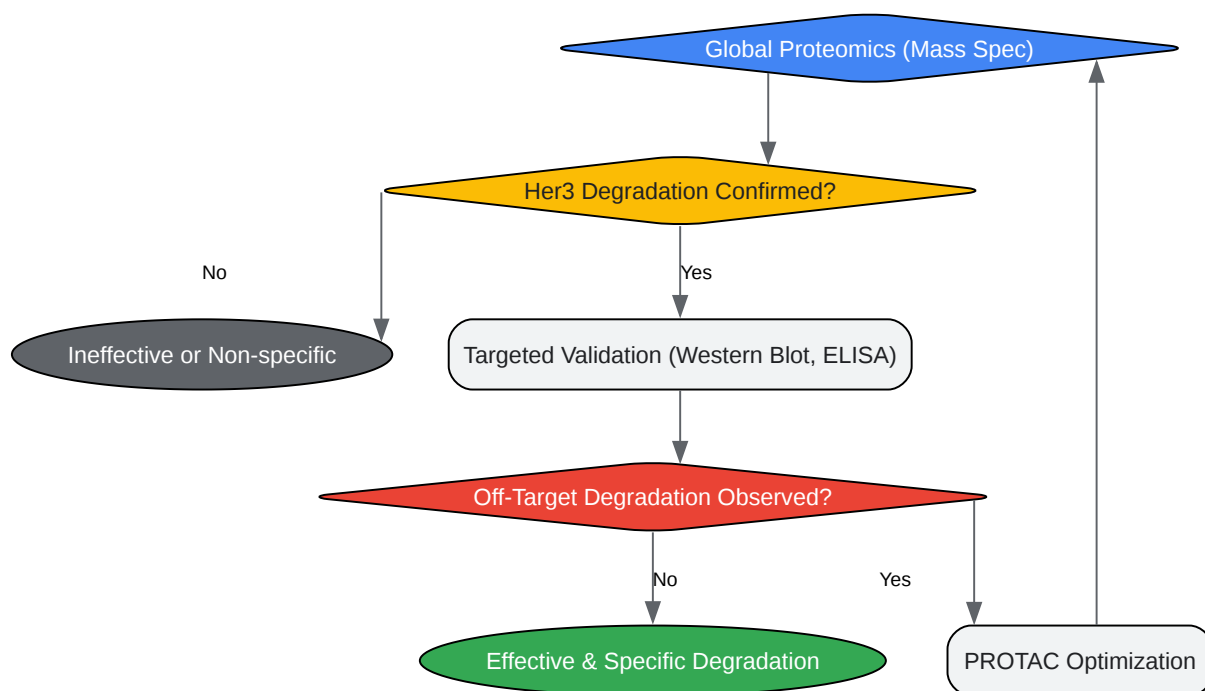 Global Proteomics (Mass Spec)
Her3 Degradation Confirmed?
No
Yes
Ineffective or Non-specific
Targeted Validation (Western Blot, ELISA)
Off-Target Degradation Observed?
No
Yes
Effective & Specific Degradation
PROTAC Optimization